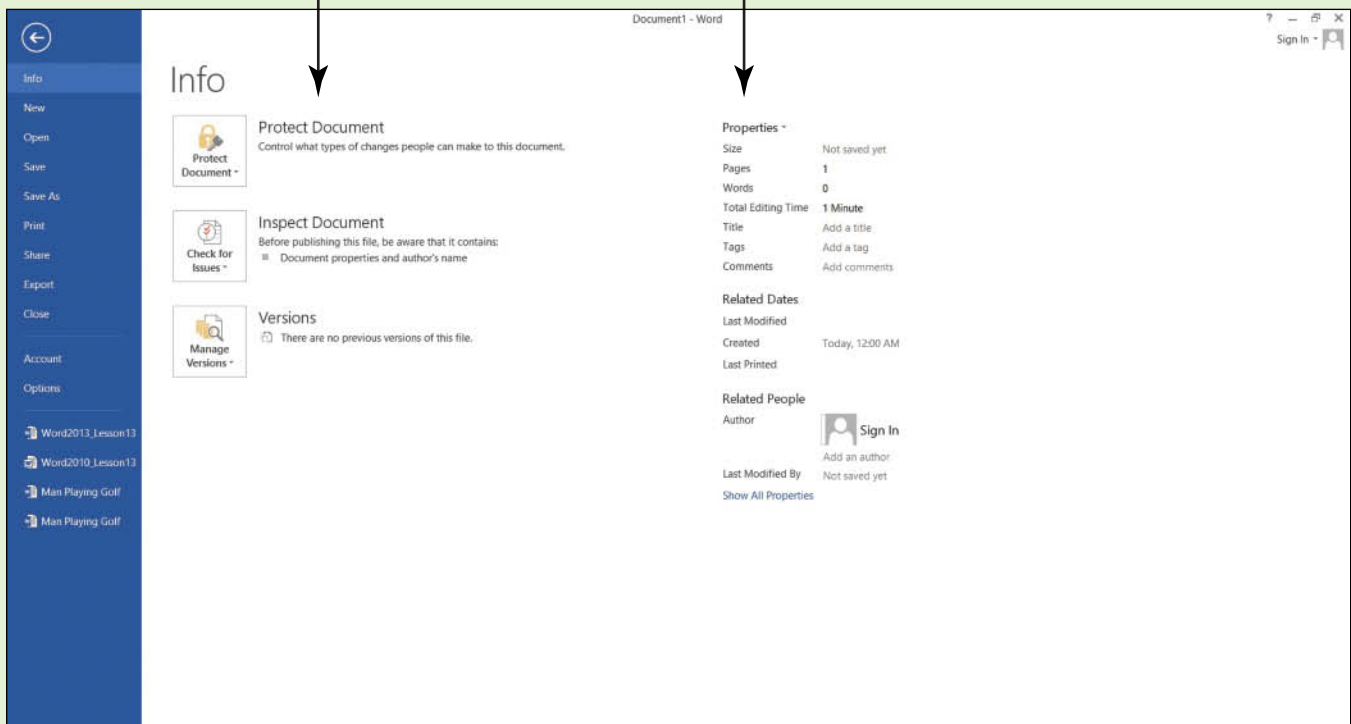 Document1 - Word
?
Sign In
Info
New
Open
Save
Save As
Print
Share
Export
Close
Account
Options
Word2013_Lesson13
Word2010_Lesson13
Man Playing Golf
Man Playing Golf
Info
Protect
Document
Protect Document
Control what types of changes people can make to this document.
Check for
Issues
Inspect Document
Before publishing this file, be aware that it contains:
Document properties and author's name
Manage
Versions
Versions
There are no previous versions of this file.
Properties
Size Not saved yet
Pages 1
Words 0
Total Editing Time 1 Minute
Title Add a title
Tags Add a tag
Comments Add comments
Related Dates
Last Modified
Created Today, 12:00 AM
Last Printed
Related People
Author Sign In
Add an author
Last Modified By Not saved yet
Show All Properties